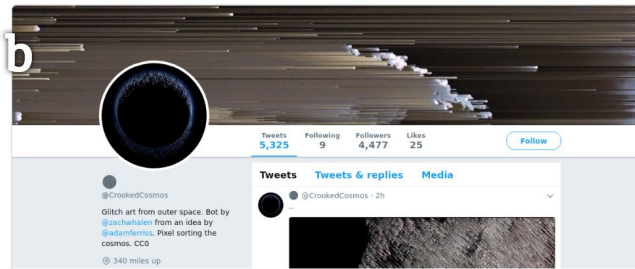 b
Tweets Following Followers Likes
5,325 9 4,477 25
Follow
Tweets Tweets & replies Media
@CrookedCosmos · 2h
..
@CrookedCosmos
Glitch art from outer space. Bot by
@zachwhalen from an idea by
@adamferriss. Pixel sorting the
cosmos. CC0
340 miles up